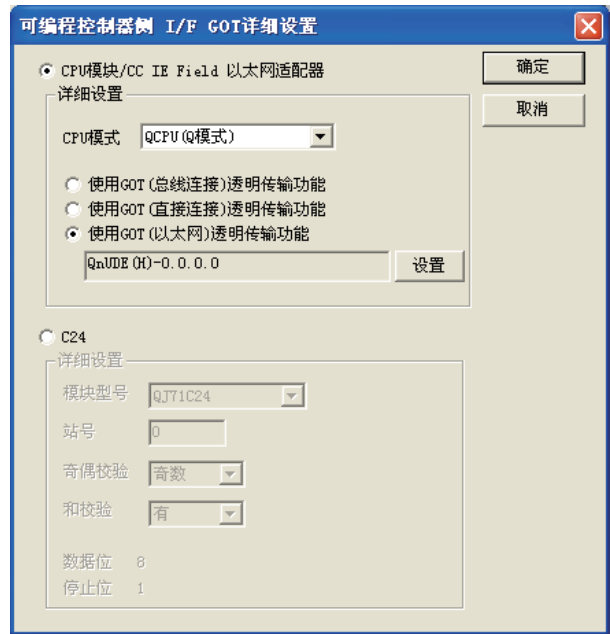 可编程控制器侧 I/F GOT详细设置
CPU模块/CC IE Field 以太网适配器
确定
详细设置
取消
CPU模式 QCPU(Q模式)
使用GOT(总线连接)透明传输功能
使用GOT(直接连接)透明传输功能
使用GOT(以太网)透明传输功能
QnUDE(H)-0.0.0.0 设置
C24
详细设置
模块型号 QJ71C24
站号 0
奇偶校验 奇数
和校验 有
数据位 8
停止位 1